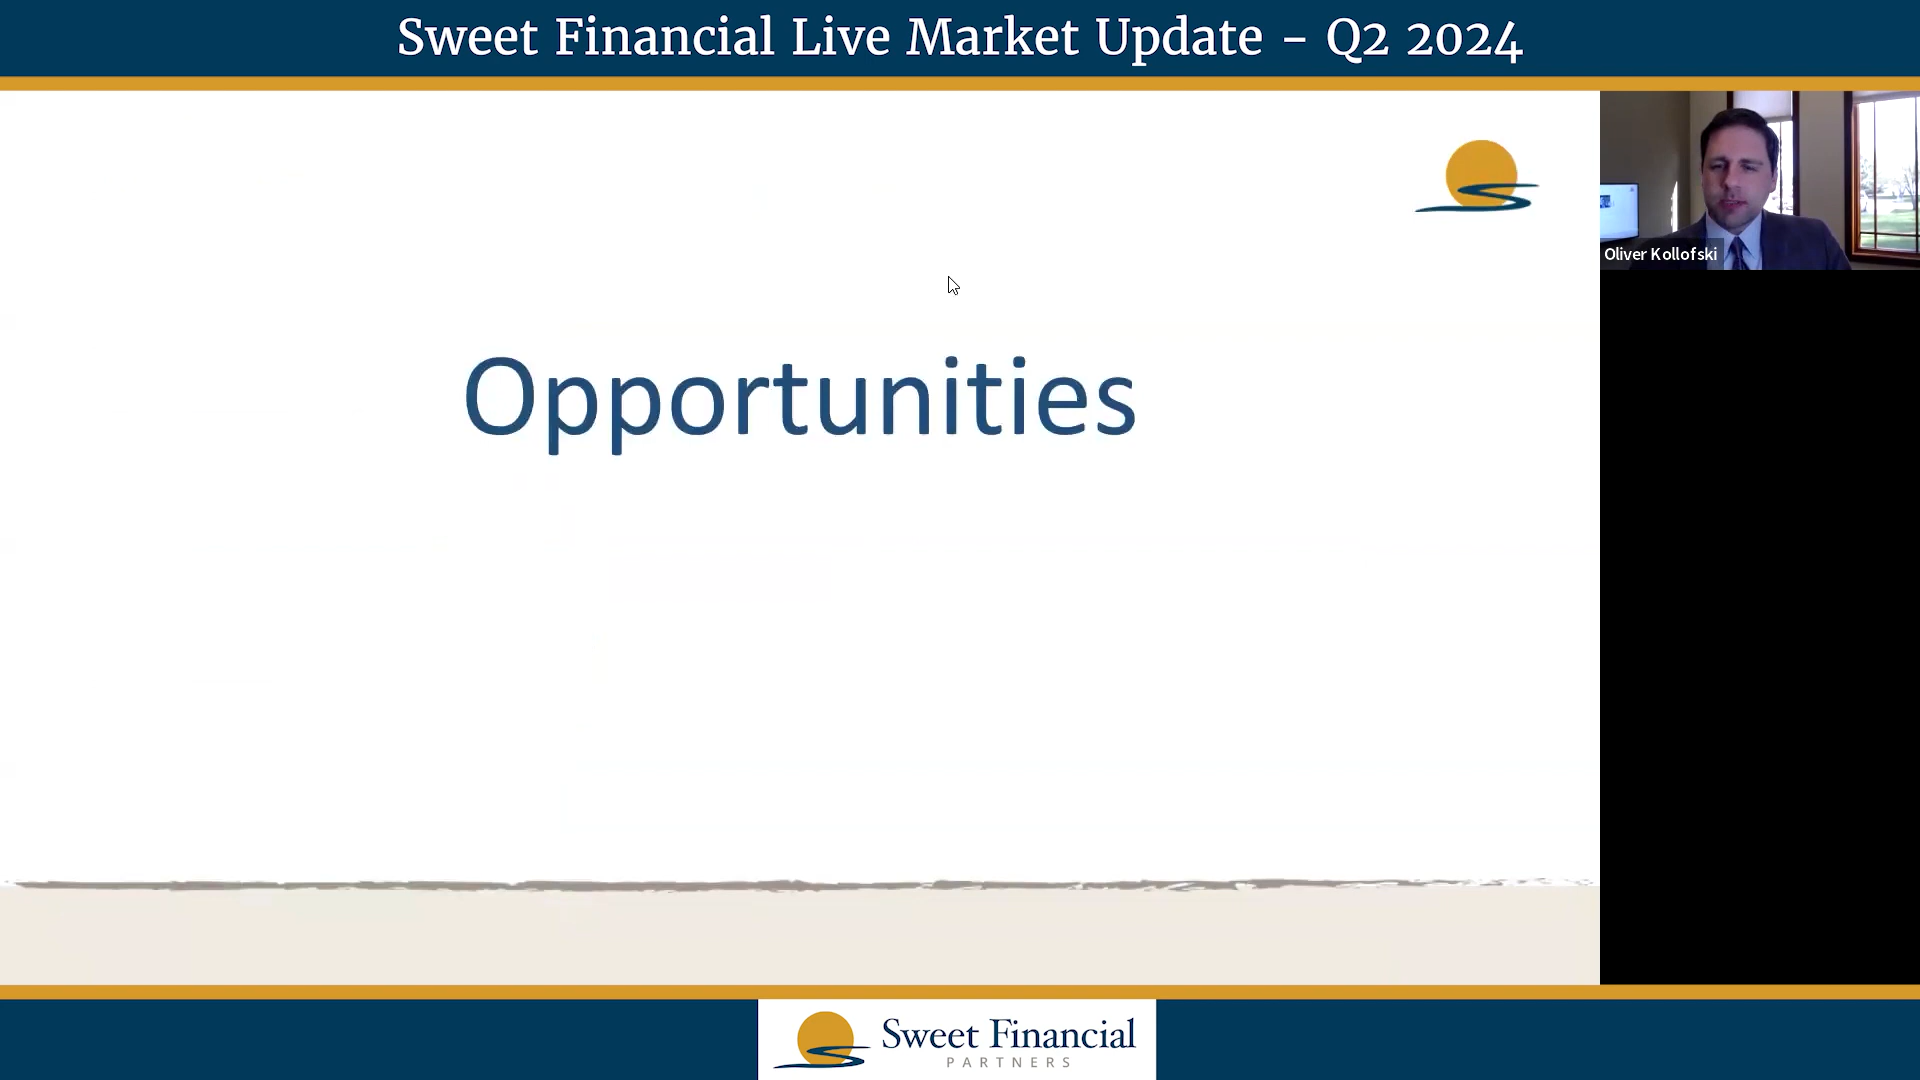 Sweet Financial Live Market Update - Q2 2024
Oliver Kollofski
Opportunities
Sweet Financial
PARTNERS